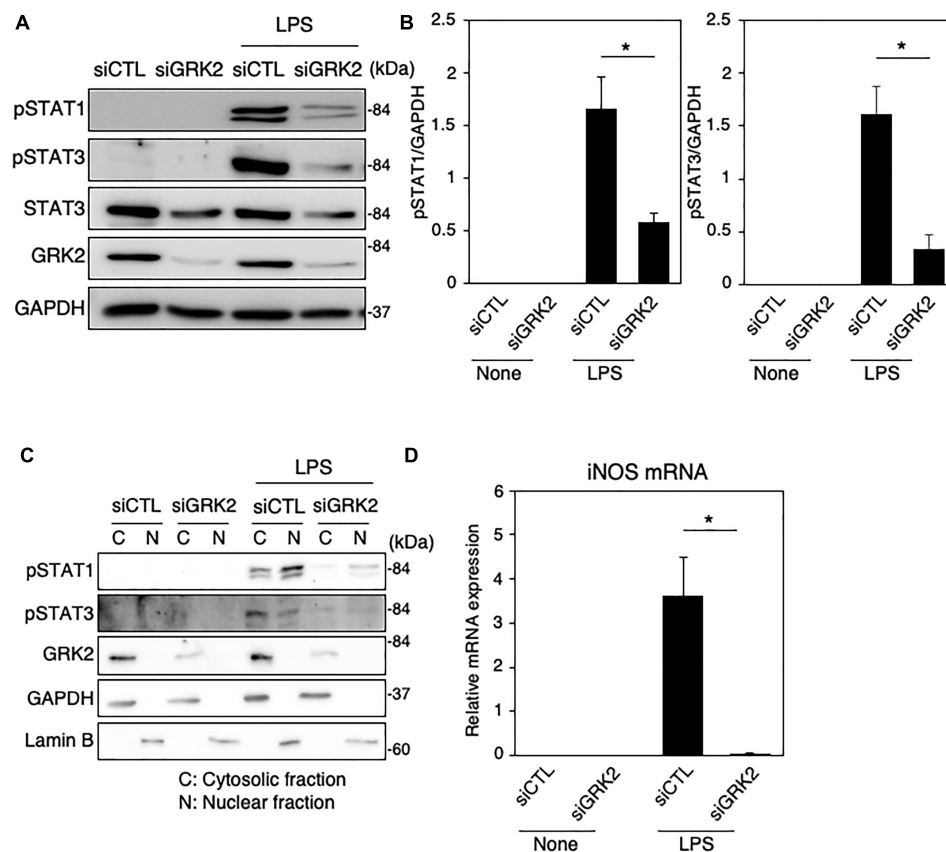 A
LPS
siCTL siGRK2 siCTL siGRK2 (kDa)
pSTAT1 -84
pSTAT3 -84
STAT3 -84
GRK2 -84
GAPDH -37
B
pSTAT1/GAPDH
2.5
2
1.5
1
0.5
0
*
siCTL siGRK2 siCTL siGRK2
None LPS
pSTAT3/GAPDH
2.5
2
1.5
1
0.5
0
*
siCTL siGRK2 siCTL siGRK2
None LPS
C
LPS
siCTL siGRK2 siCTL siGRK2
C N C N C N C N (kDa)
pSTAT1 -84
pSTAT3 -84
GRK2 -84
GAPDH -37
Lamin B -60
C: Cytosolic fraction
N: Nuclear fraction
D
iNOS mRNA
Relative mRNA expression
6
5
4
3
2
1
0
*
siCTL siGRK2 siCTL siGRK2
None LPS